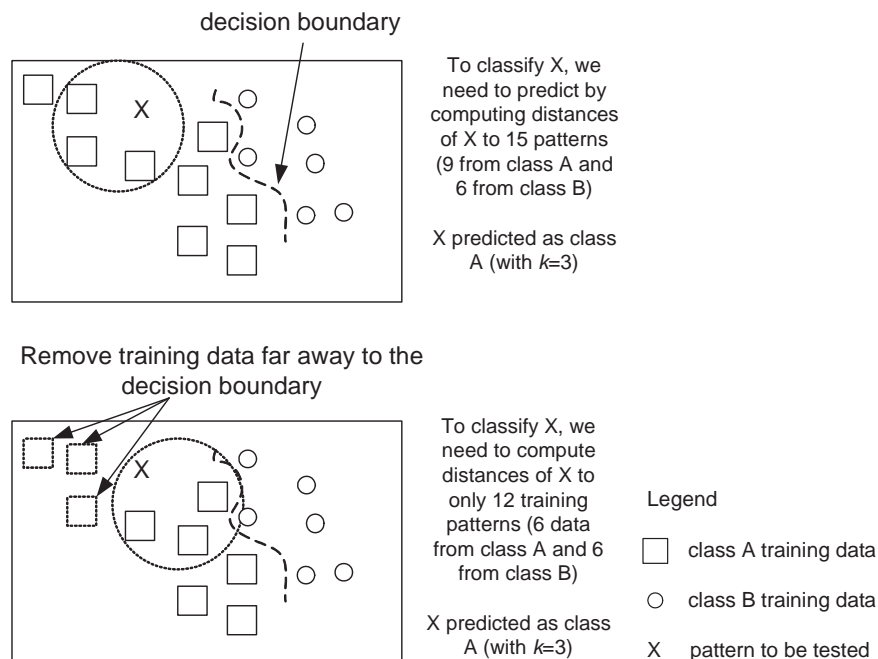 decision boundary
X
To classify X, we
need to predict by
computing distances
of X to 15 patterns
(9 from class A and
6 from class B)
X predicted as class
A (with k=3)
Remove training data far away to the
decision boundary
X
To classify X, we
need to compute
distances of X to
only 12 training
patterns (6 data
from class A and 6
from class B)
X predicted as class
A (with k=3)
Legend
class A training data
class B training data
X pattern to be tested